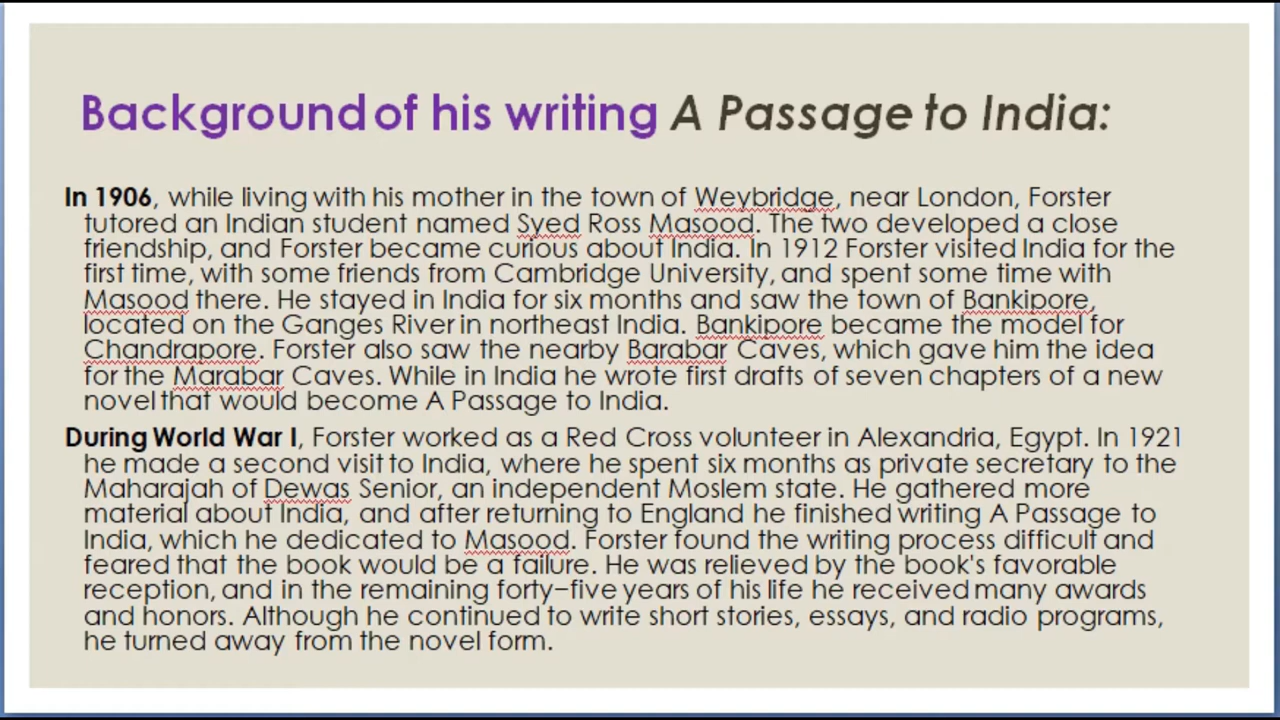 Background of his writing A Passage to India:
In 1906, while living with his mother in the town of Weybridge, near London, Forster
tutored an Indian student named Syed Ross Masood. The two developed a close
friendship, and Forster became curious about India. In 1912 Forster visited India for the
first time, with some friends from Cambridge University, and spent some time with
Masood there. He stayed in India for six months and saw the town of Bankipore,
located on the Ganges River in northeast India. Bankipore became the model for
Chandrapore. Forster also saw the nearby Barabar Caves, which gave him the idea
for the Marabar Caves. While in India he wrote first drafts of seven chapters of a new
novel that would become A Passage to India.
During World War I, Forster worked as a Red Cross volunteer in Alexandria, Egypt. In 1921
he made a second visit to India, where he spent six months as private secretary to the
Maharajah of Dewas Senior, an independent Moslem state. He gathered more
material about India, and after returning to England he finished writing A Passage to
India, which he dedicated to Masood. Forster found the writing process difficult and
feared that the book would be a failure. He was relieved by the book's favorable
reception, and in the remaining forty–five years of his life he received many awards
and honors. Although he continued to write short stories, essays, and radio programs,
he turned away from the novel form.